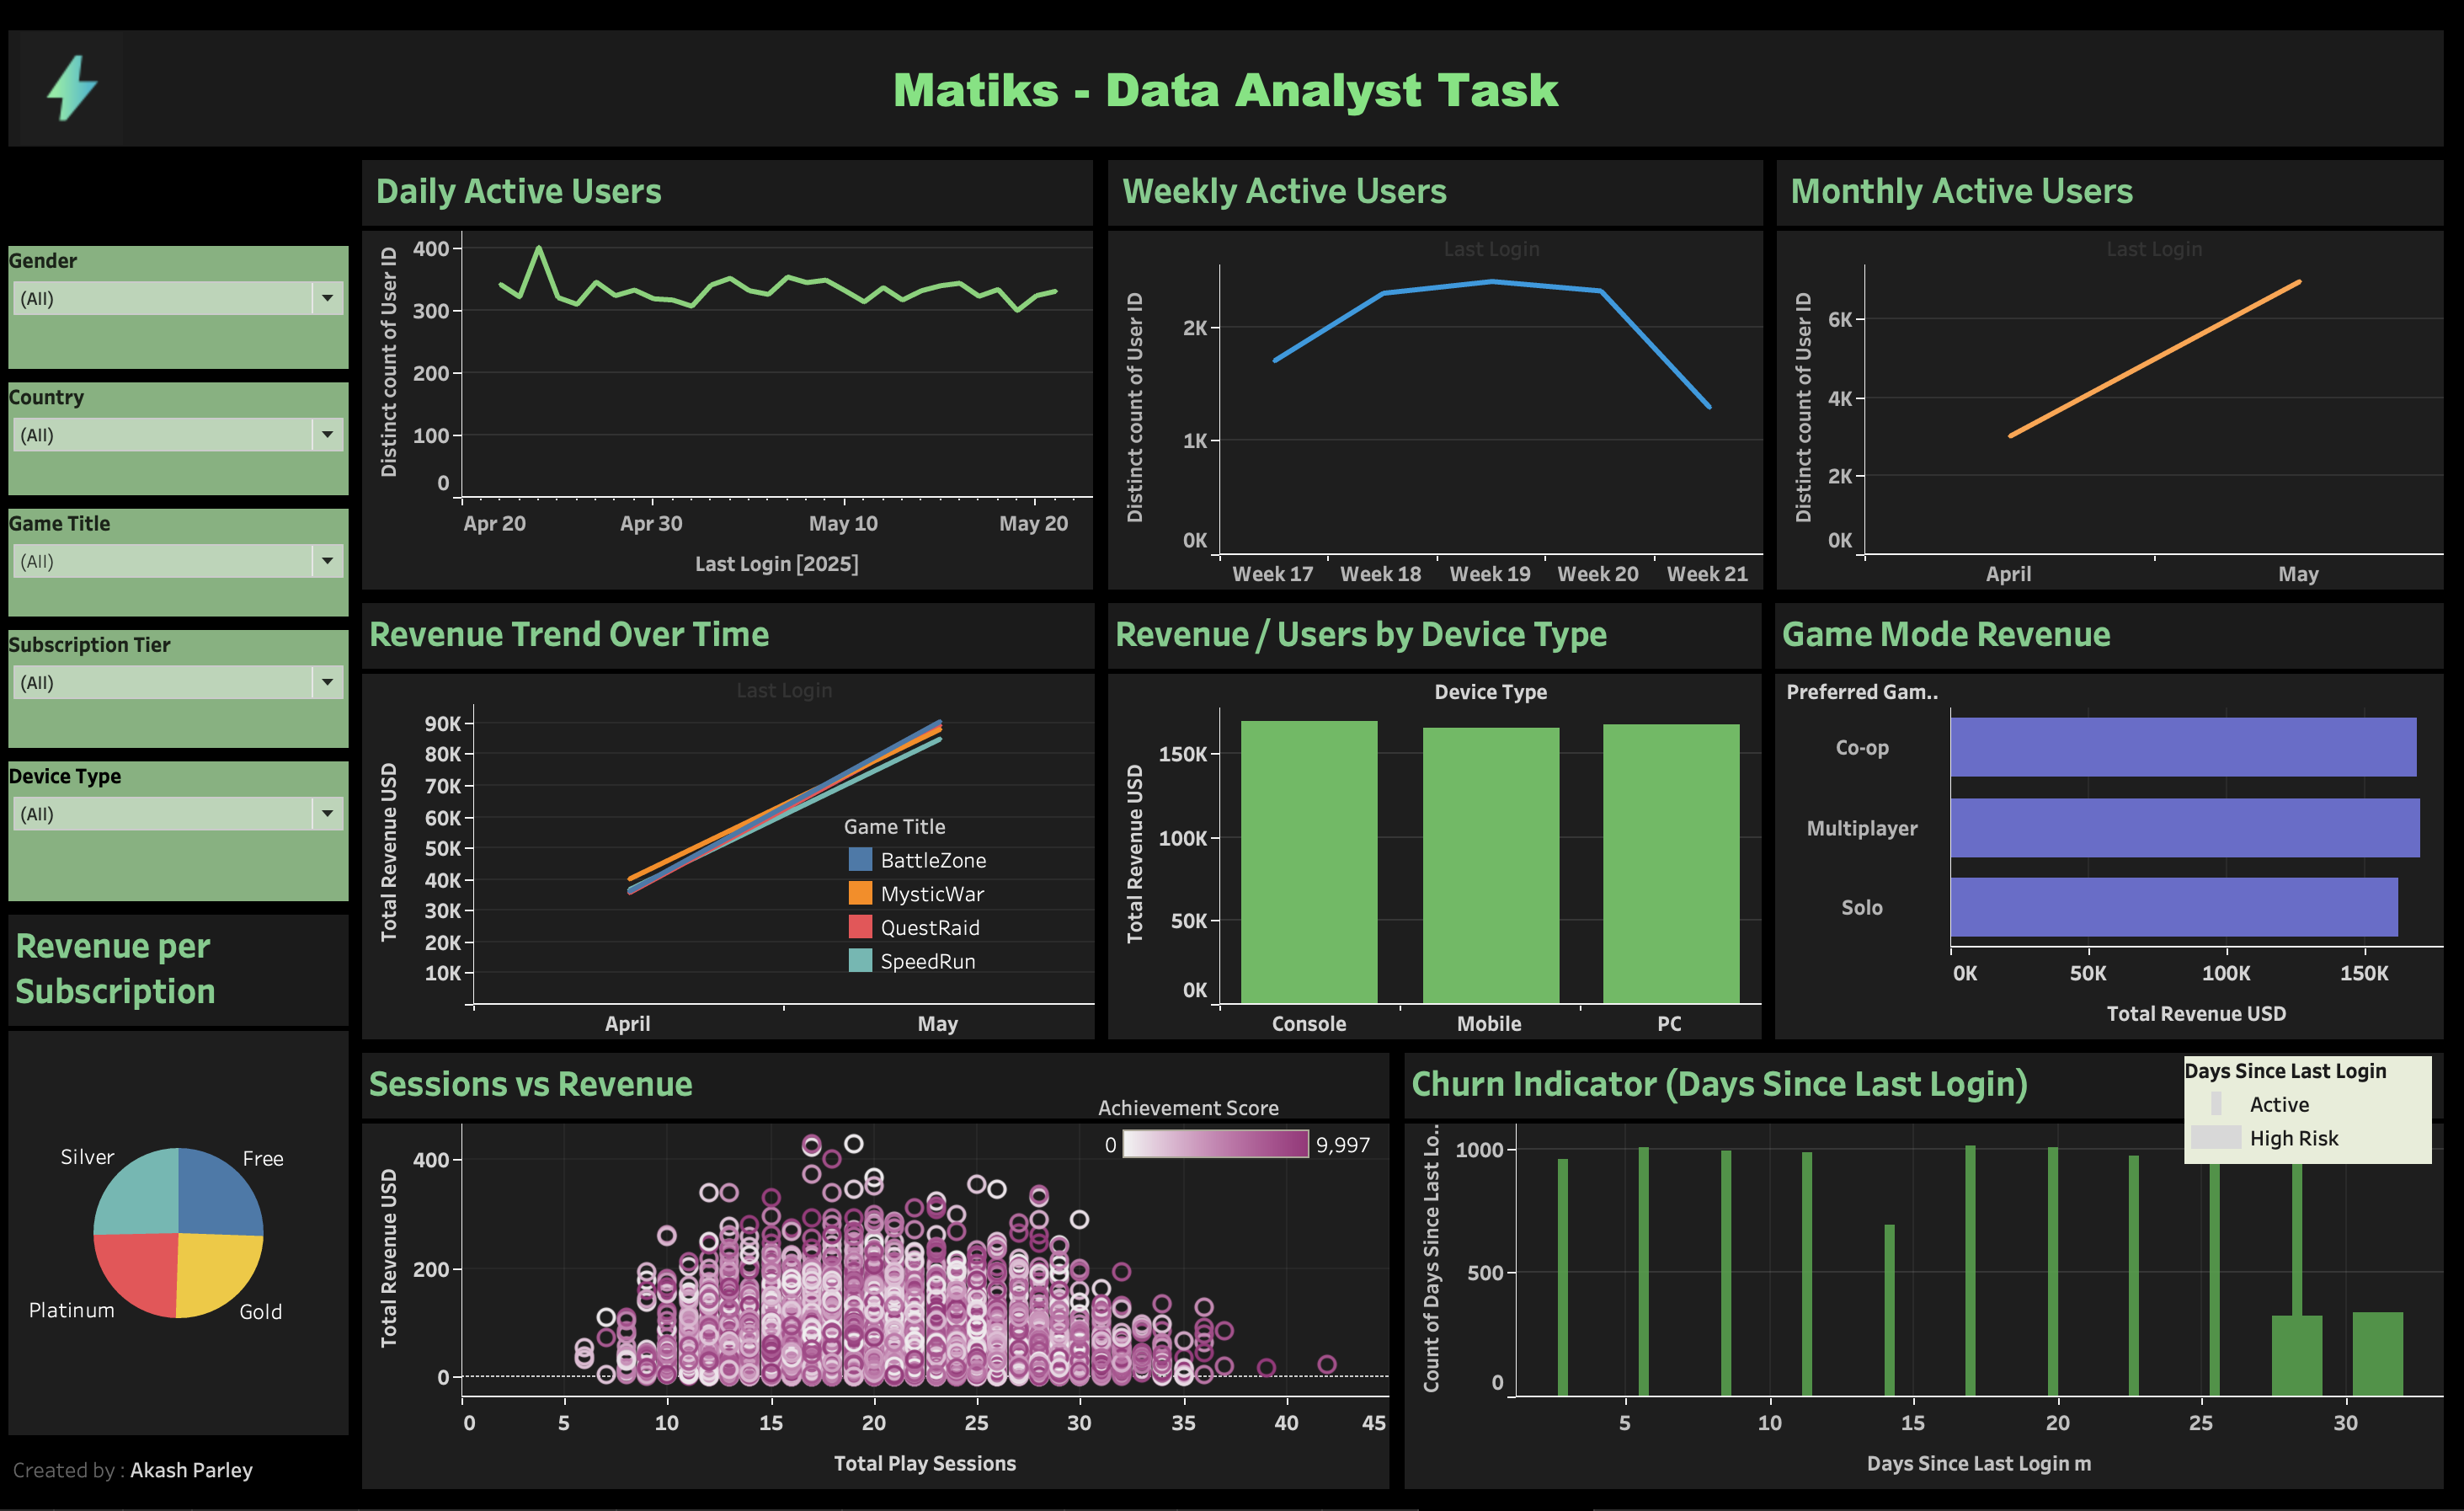 Matiks - Data Analyst Task
Gender
(All)
Country
(All)
Game Title
(All)
Subscription Tier
(All)
Device Type
(All)
Revenue per
Subscription
Silver
Free
Platinum
Gold
Created by : Akash Parley
Daily Active Users
Distinct count of User ID
400
300
200
100
0
Apr 20
Apr 30
May 10
May 20
Last Login [2025]
Weekly Active Users
Last Login
Distinct count of User ID
2K
1K
0K
Week 17
Week 18
Week 19
Week 20
Week 21
Monthly Active Users
Last Login
Distinct count of User ID
6K
4K
2K
0K
April
May
Revenue Trend Over Time
Last Login
Total Revenue USD
90K
80K
70K
60K
50K
40K
30K
20K
10K
Game Title
BattleZone
MysticWar
QuestRaid
SpeedRun
April
May
Revenue / Users by Device Type
Device Type
Total Revenue USD
150K
100K
50K
0K
Console
Mobile
PC
Game Mode Revenue
Preferred Gam..
Co-op
Multiplayer
Solo
0K
50K
100K
150K
Total Revenue USD
Sessions vs Revenue
Achievement Score
0
9,997
Total Revenue USD
400
200
0
0
5
10
15
20
25
30
35
40
45
Total Play Sessions
Churn Indicator (Days Since Last Login)
Days Since Last Login
Active
High Risk
Count of Days Since Last Lo..
1000
500
0
5
10
15
20
25
30
Days Since Last Login m